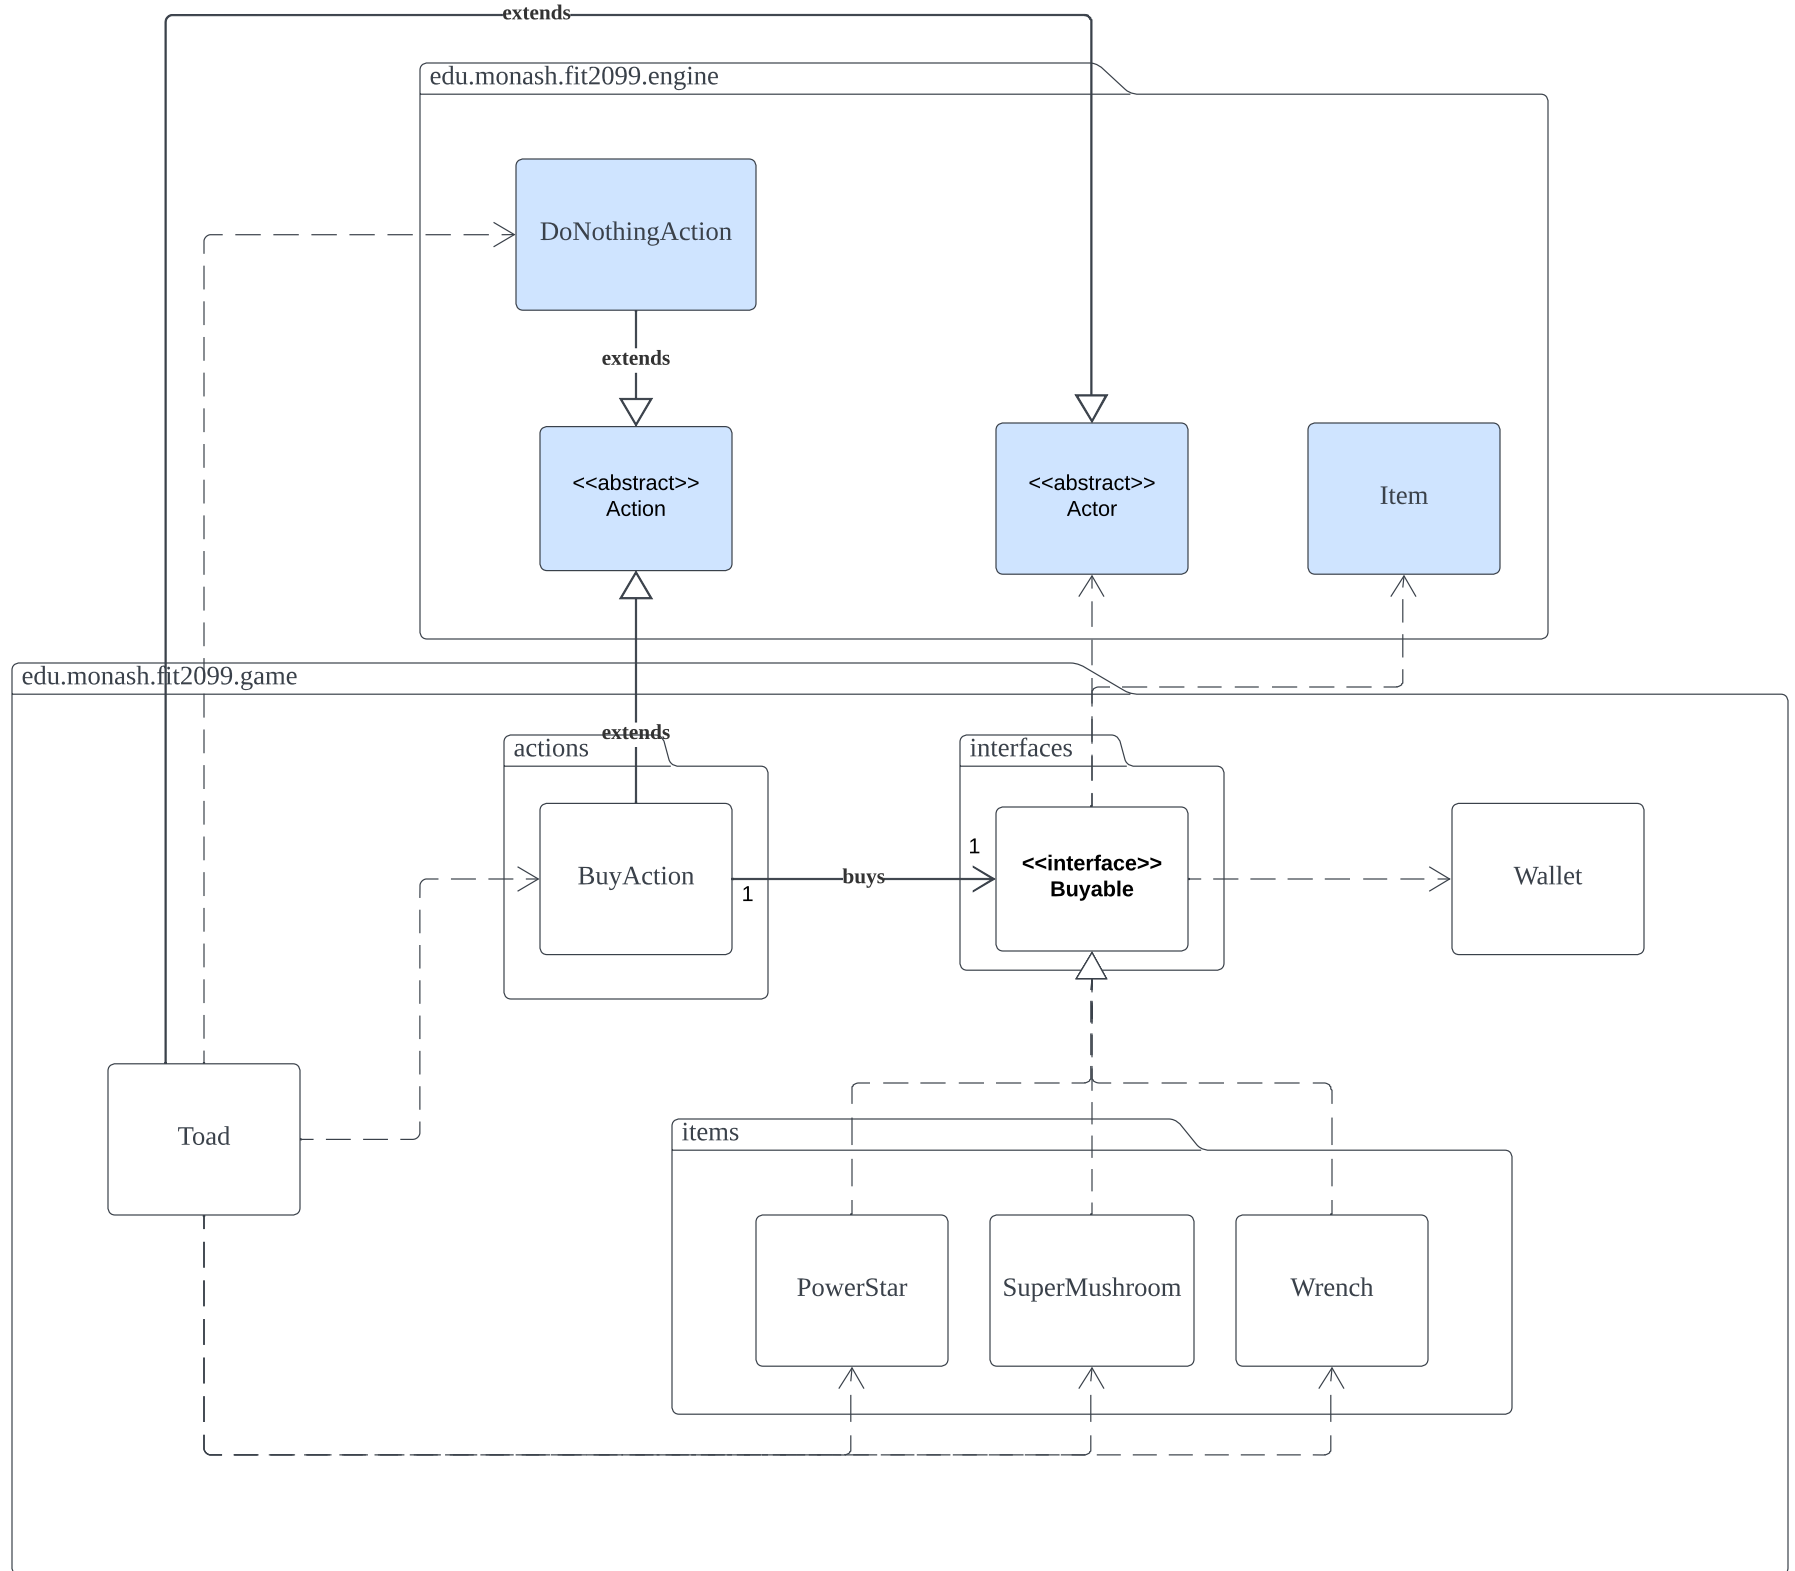 extends
edu.monash.fit2099.engine
DoNothingAction
extends
<<abstract>>
Action
<<abstract>>
Actor
Item
edu.monash.fit2099.game
extends
actions
interfaces
BuyAction
1
buys
1
<<interface>>
Buyable
Wallet
Toad
items
PowerStar
SuperMushroom
Wrench